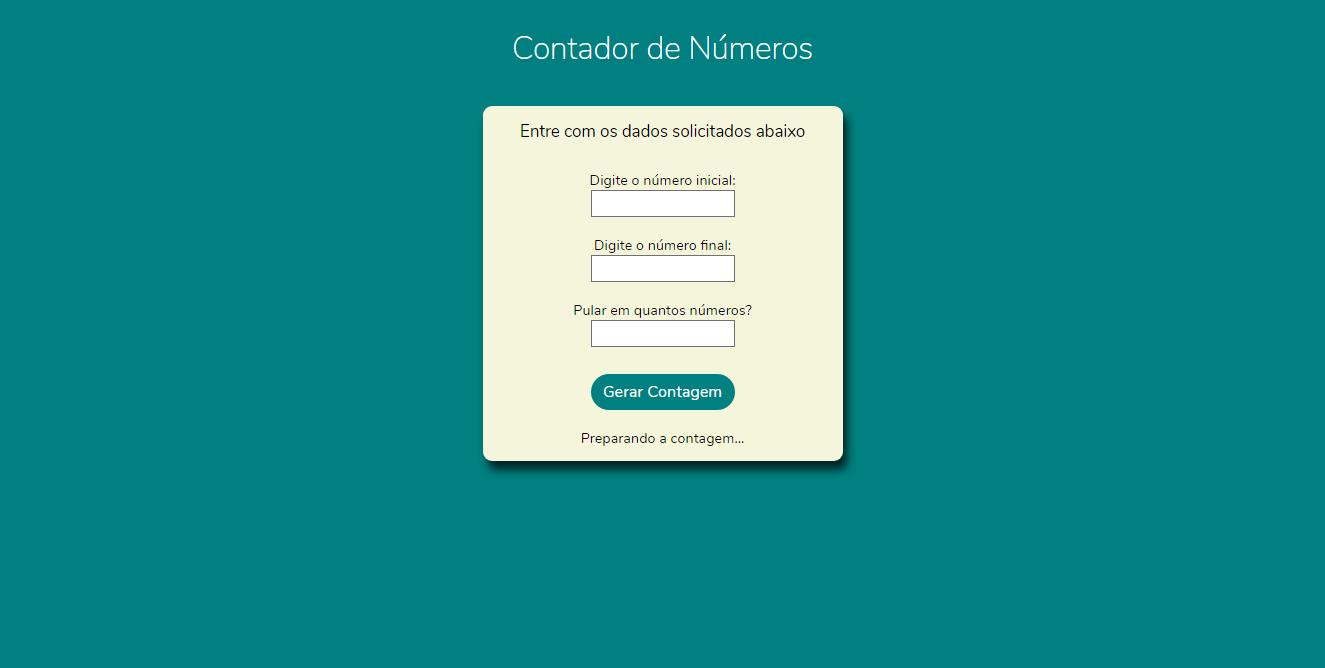 Contador de Números
Entre com os dados solicitados abaixo
Digite o número inicial:
Digite o número final:
Pular em quantos números?
Gerar Contagem
Preparando a contagem...